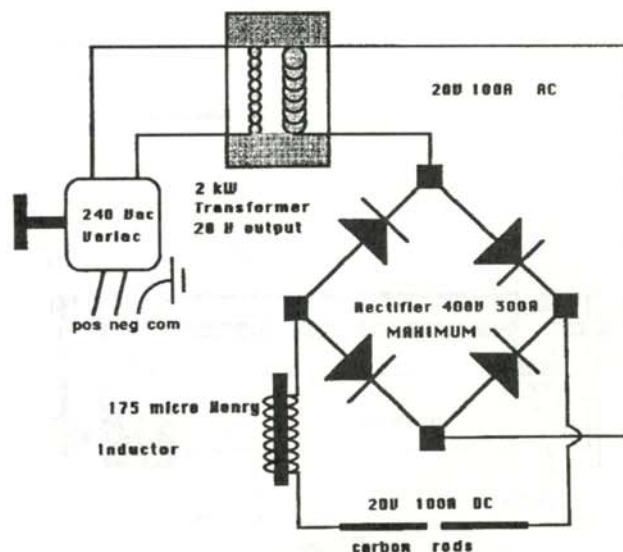 20V 100A AC
2 kW
Transformer
20 V output
240 Vac
Variac
pos neg com
Rectifier 400V 300A
MAXIMUM
175 micro Henry
Inductor
20V 100A DC
carbon rods